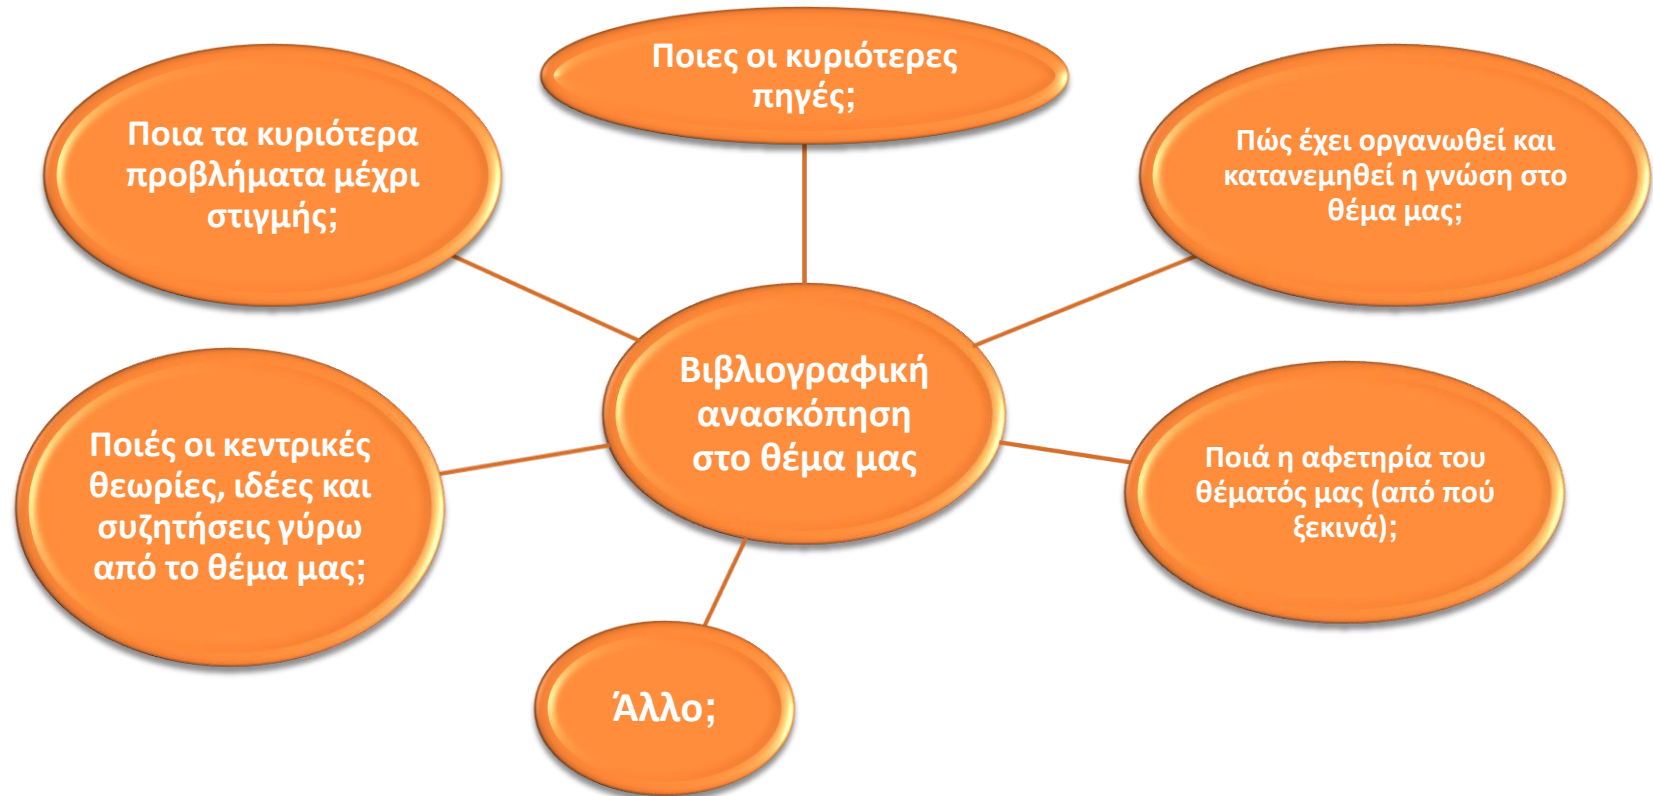 Ποιες οι κυριότερες
πηγές;
Ποια τα κυριότερα
προβλήματα μέχρι
στιγμής;
Πώς έχει οργανωθεί και
κατανεμηθεί η γνώση στο
θέμα μας;
Βιβλιογραφική
ανασκόπηση
στο θέμα μας
Ποιές οι κεντρικές
θεωρίες, ιδέες και
συζητήσεις γύρω
από το θέμα μας;
Ποιά η αφετηρία του
θέματός μας (από πού
ξεκινά);
Άλλο;